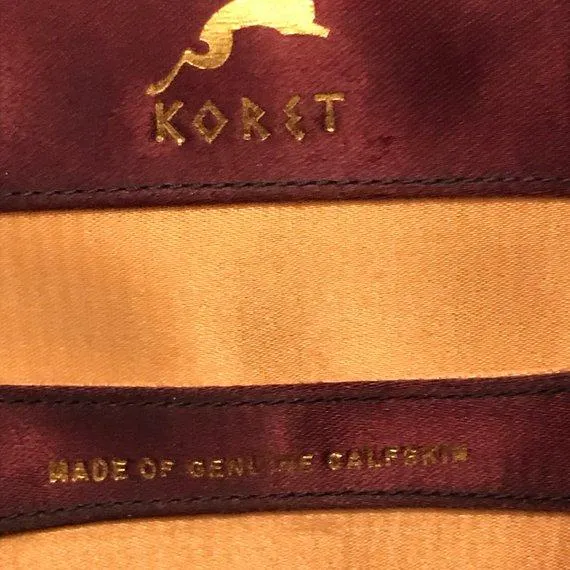 KORET
MADE OF GENUINE CALFSKIN